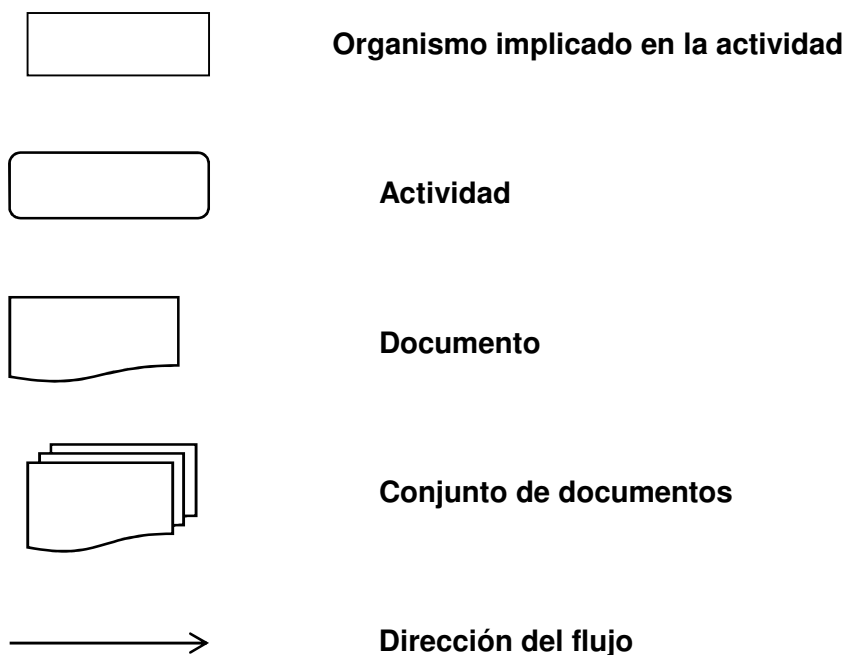 Organismo implicado en la actividad
Actividad
Documento
Conjunto de documentos
Dirección del flujo